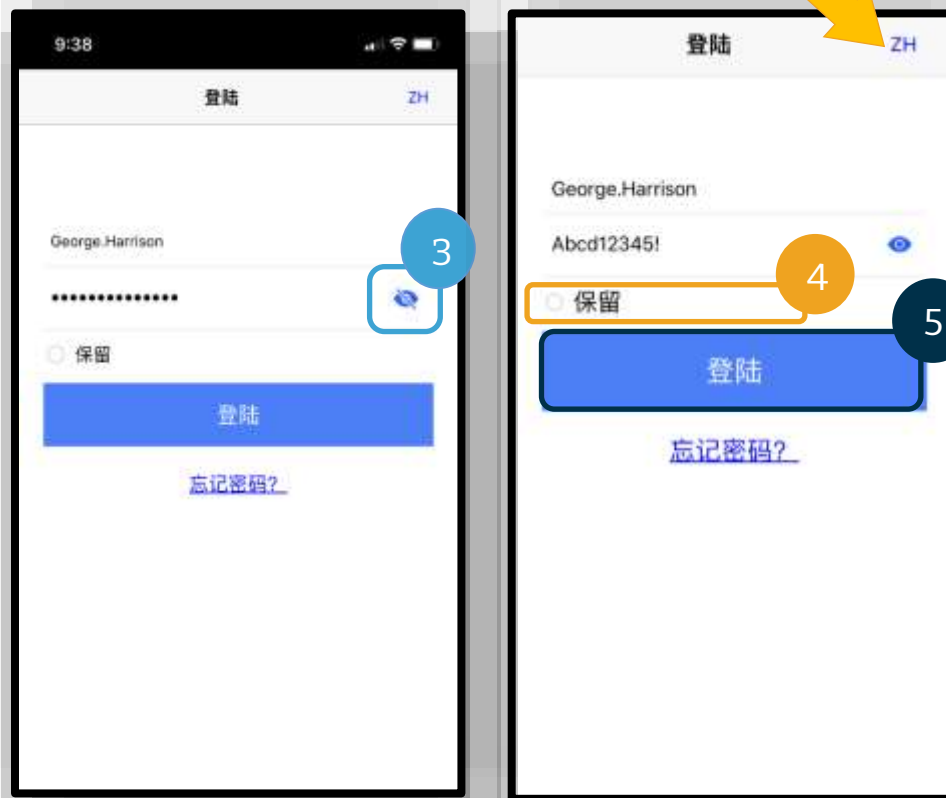 9:38
登陆 ZH
George.Harrison
••••••••••••••
3
保留
登陆
忘记密码?
登陆 ZH
George.Harrison
Abcd12345!
4
保留
5
登陆
忘记密码?